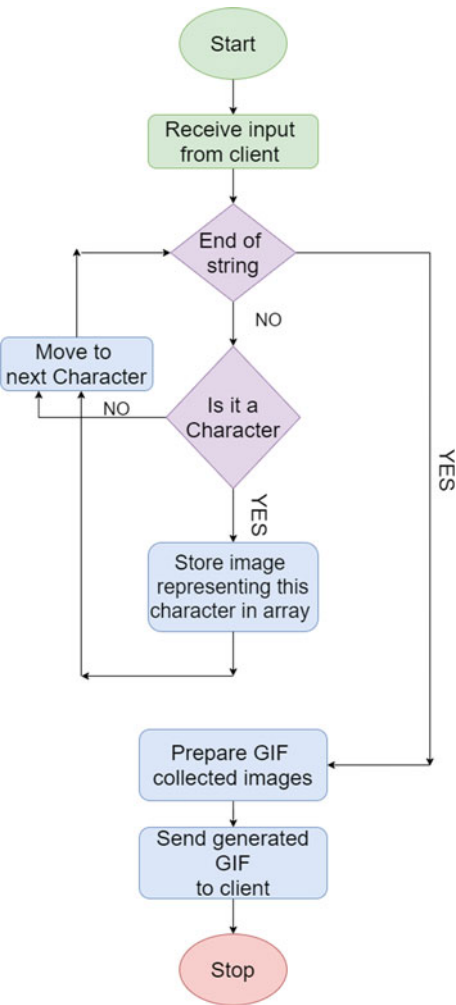 Start
Receive input
from client
End of
string
NO
Move to
next Character
NO
Is it a
Character
YES
YES
Store image
representing this
character in array
Prepare GIF
collected images
Send generated
GIF
to client
Stop